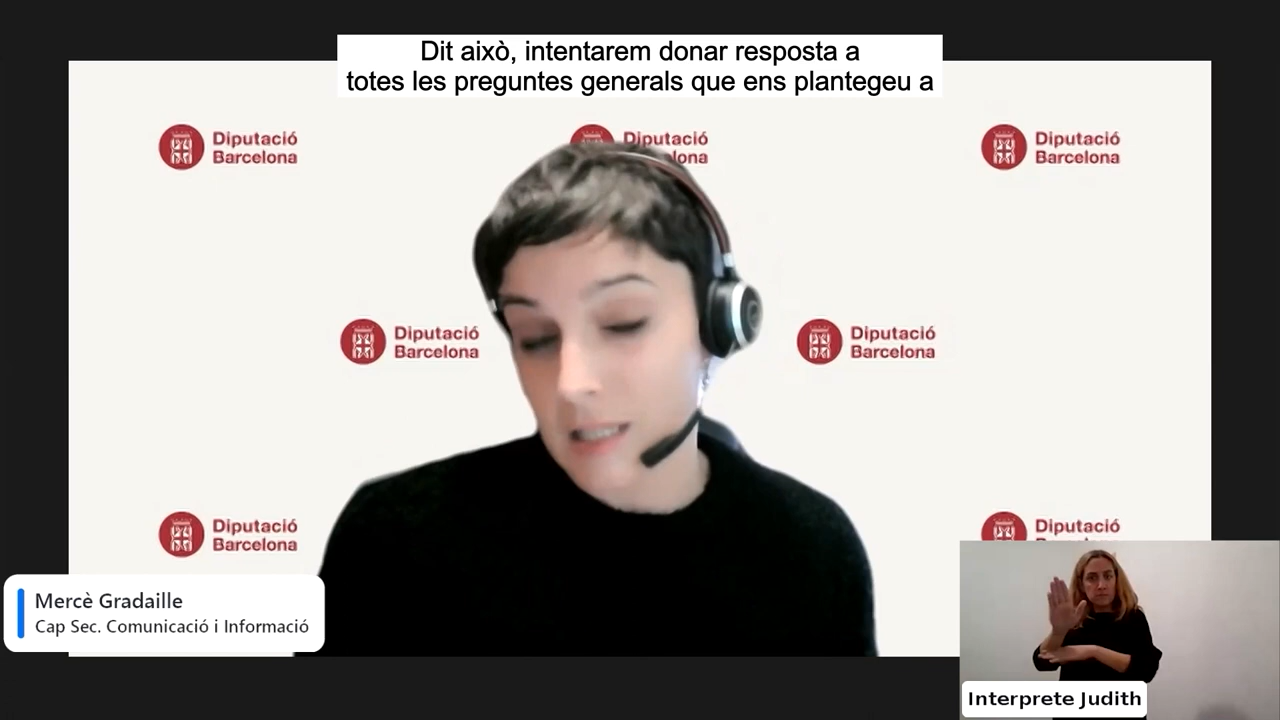 Dit això, intentarem donar resposta a
totes les preguntes generals que ens plantegeu a
Diputació
Barcelona
Diputació
lona
Diputació
Barcelona
Diputació
Barcelona
Diputació
Barcelona
Diputació
Barcelona
Diputació
Mercè Gradaille
Cap Sec. Comunicació i Informació
Interprete Judith